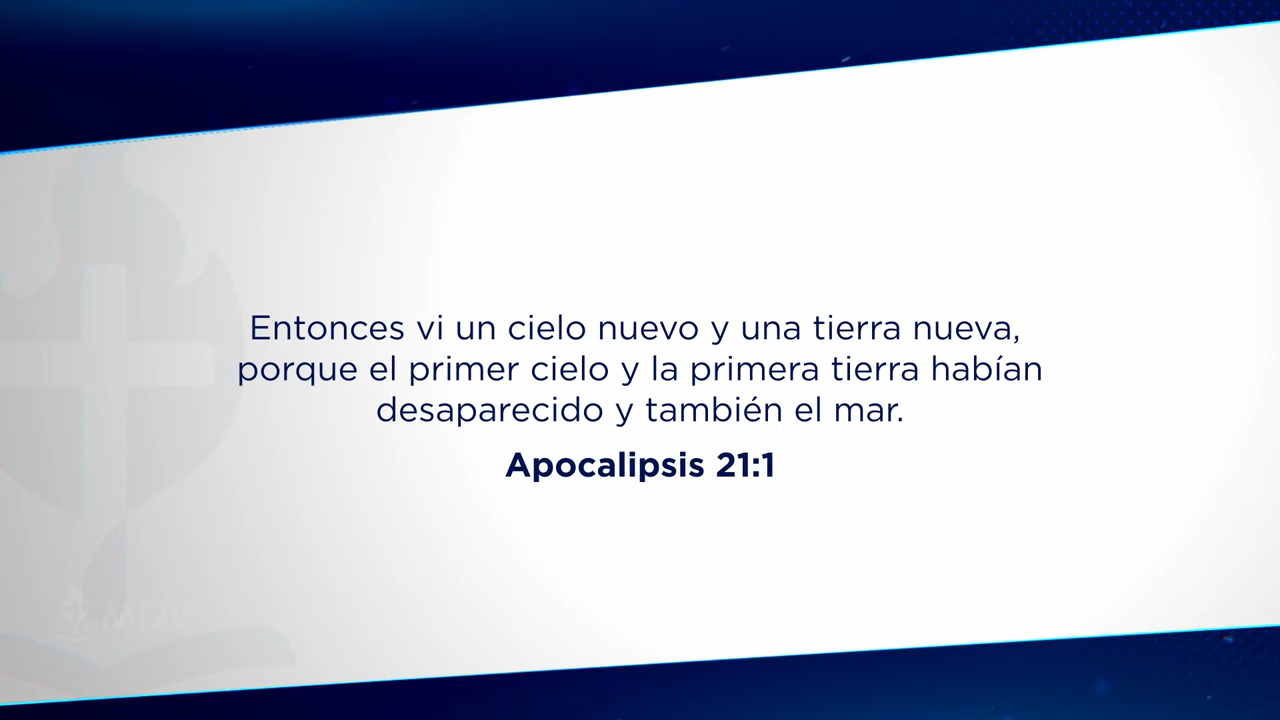 Entonces vi un cielo nuevo y una tierra nueva,
porque el primer cielo y la primera tierra habían
desaparecido y también el mar.
Apocalipsis 21:1